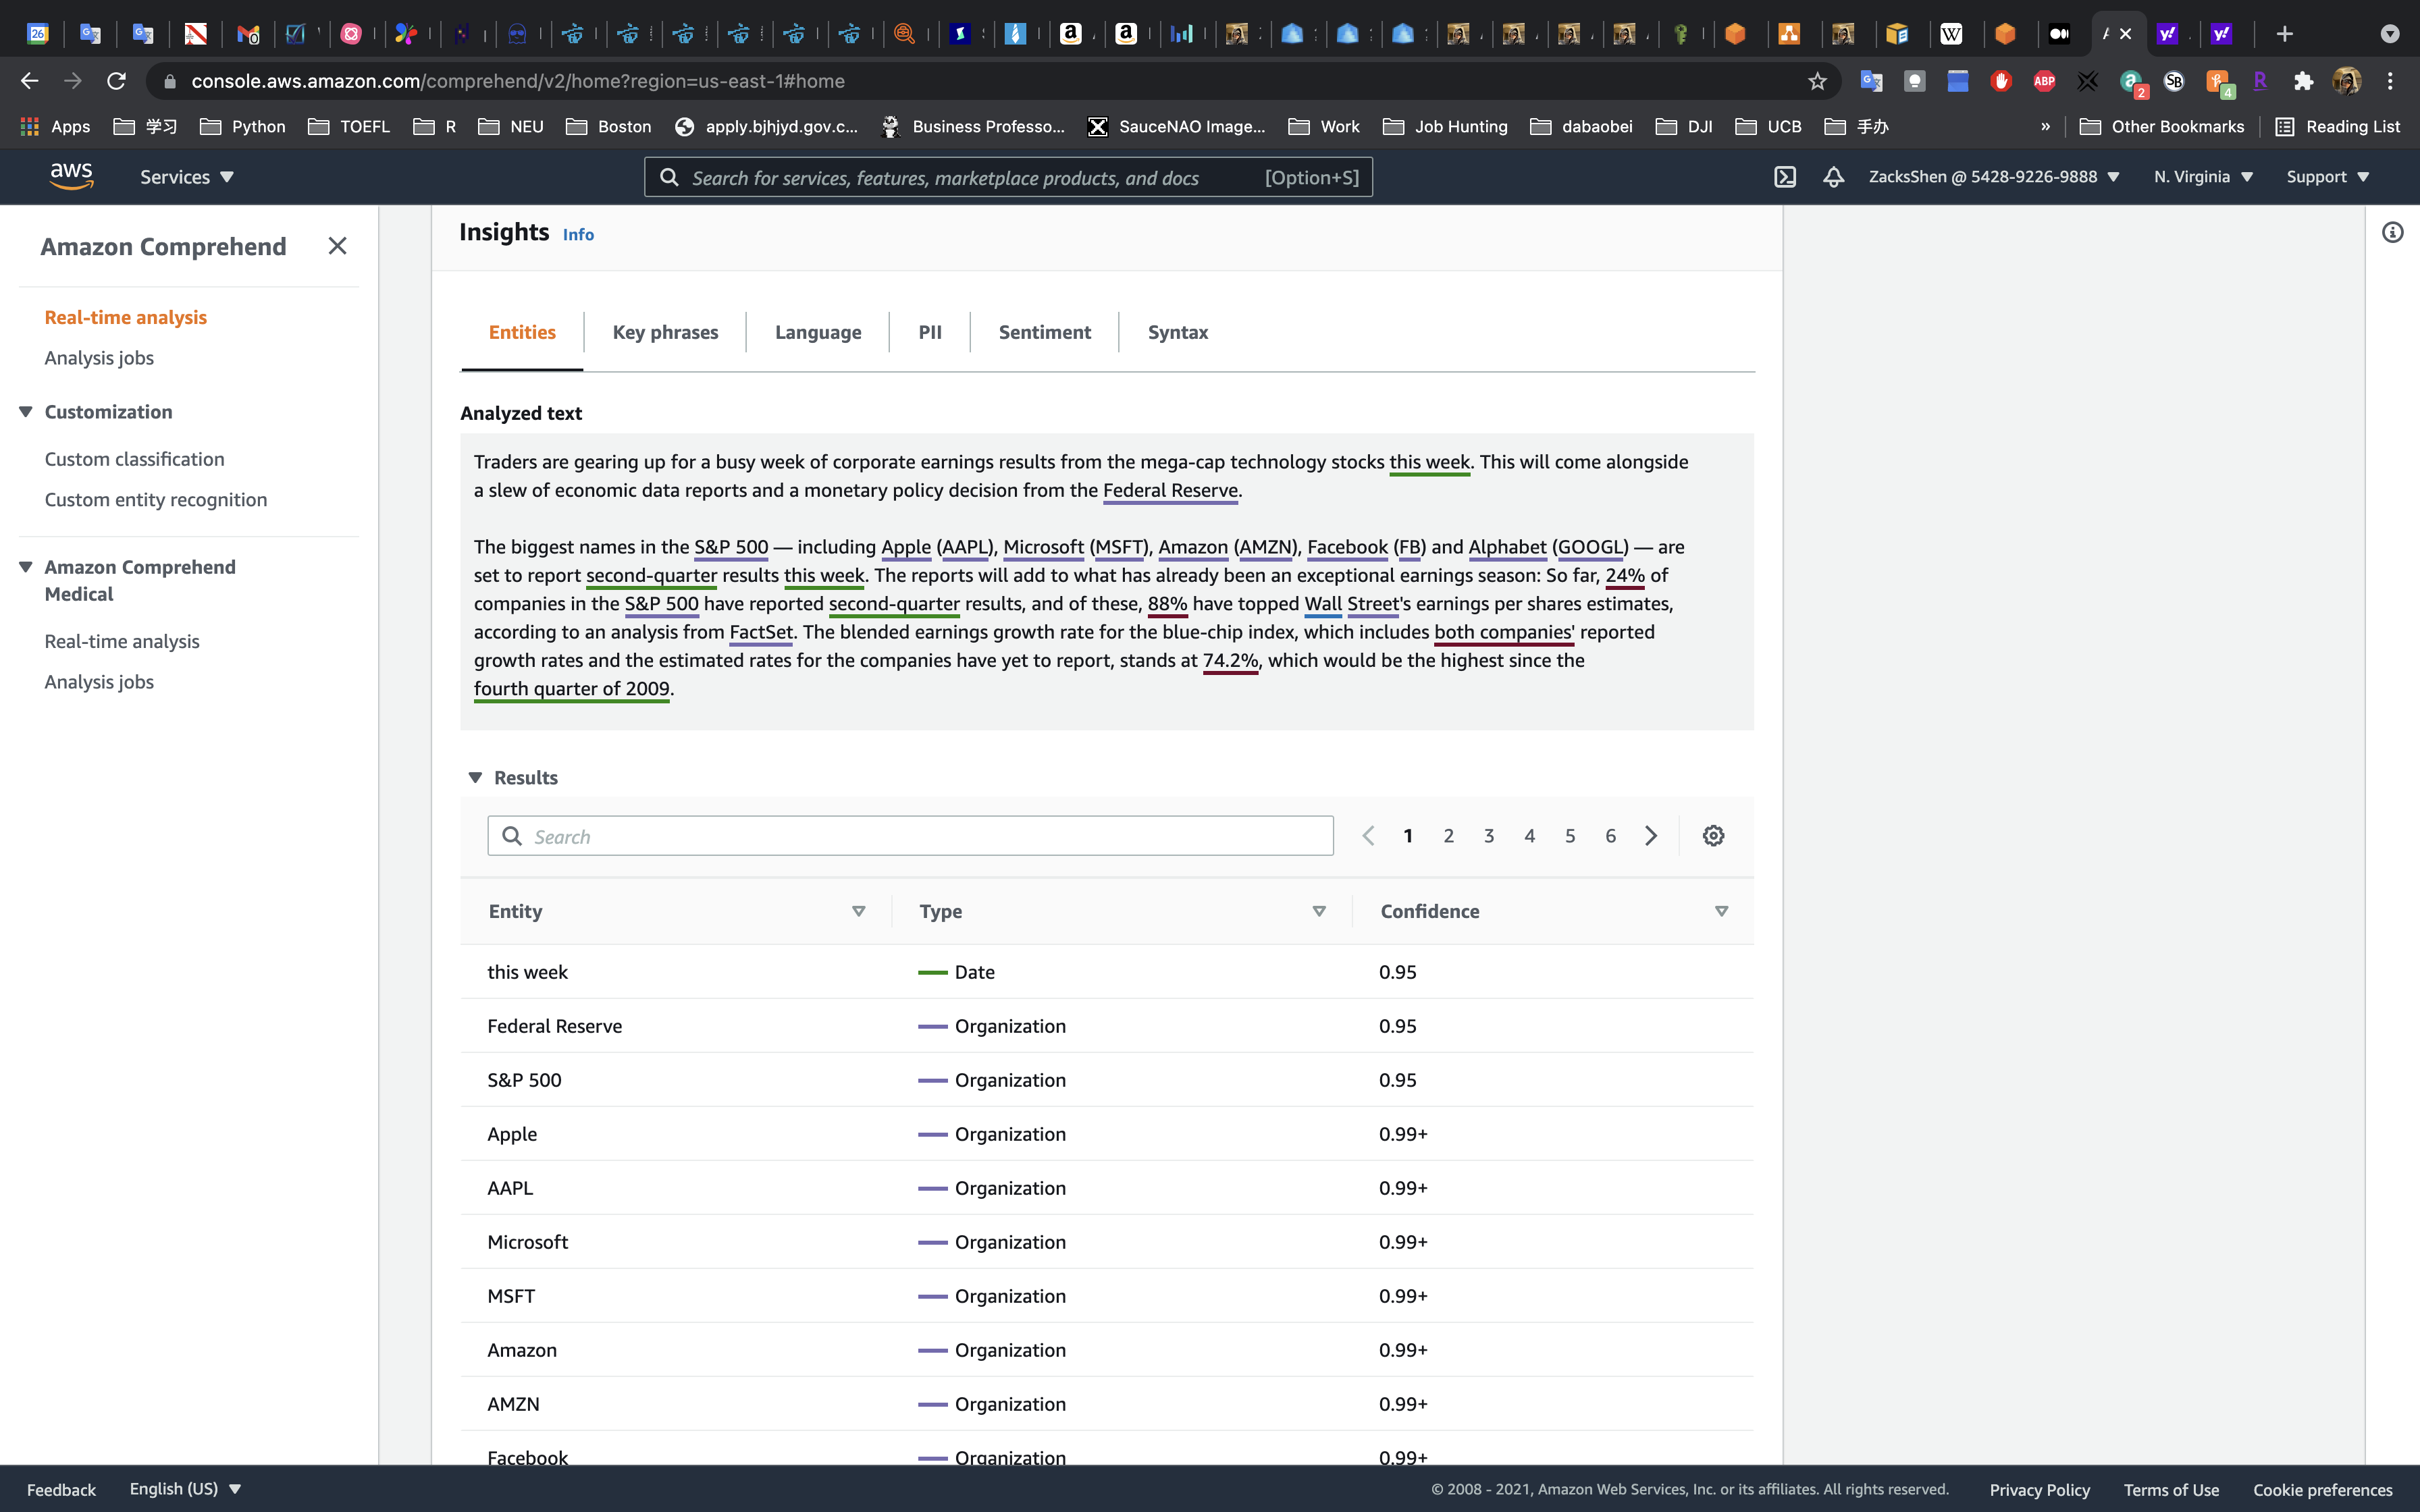 26
console.aws.amazon.com/comprehend/v2/home?region=us-east-1#home
ABP
2
SB
4
Apps
学习
Python
TOEFL
R
NEU
Boston
apply.bjhjyd.gov.c...
Business Professo...
SauceNAO Image...
Work
Job Hunting
dabaobei
DJI
UCB
手办
»
Other Bookmarks
Reading List
aws
Services
Search for services, features, marketplace products, and docs
[Option+S]
ZacksShen @ 5428-9226-9888
N. Virginia
Support
Amazon Comprehend
Real-time analysis
Analysis jobs
Customization
Custom classification
Custom entity recognition
Amazon Comprehend
Medical
Real-time analysis
Analysis jobs
Insights Info
Entities
Key phrases
Language
PII
Sentiment
Syntax
Analyzed text
Traders are gearing up for a busy week of corporate earnings results from the mega-cap technology stocks this week. This will come alongside
a slew of economic data reports and a monetary policy decision from the Federal Reserve.
The biggest names in the S&P 500 — including Apple (AAPL), Microsoft (MSFT), Amazon (AMZN), Facebook (FB) and Alphabet (GOOGL) — are
set to report second-quarter results this week. The reports will add to what has already been an exceptional earnings season: So far, 24% of
companies in the S&P 500 have reported second-quarter results, and of these, 88% have topped Wall Street's earnings per shares estimates,
according to an analysis from FactSet. The blended earnings growth rate for the blue-chip index, which includes both companies' reported
growth rates and the estimated rates for the companies have yet to report, stands at 74.2%, which would be the highest since the
fourth quarter of 2009.
Results
Search
1 2 3 4 5 6
Entity Type Confidence
this week Date 0.95
Federal Reserve Organization 0.95
S&P 500 Organization 0.95
Apple Organization 0.99+
AAPL Organization 0.99+
Microsoft Organization 0.99+
MSFT Organization 0.99+
Amazon Organization 0.99+
AMZN Organization 0.99+
Facebook Organization 0.99+
Feedback
English (US)
© 2008 - 2021, Amazon Web Services, Inc. or its affiliates. All rights reserved.
Privacy Policy
Terms of Use
Cookie preferences